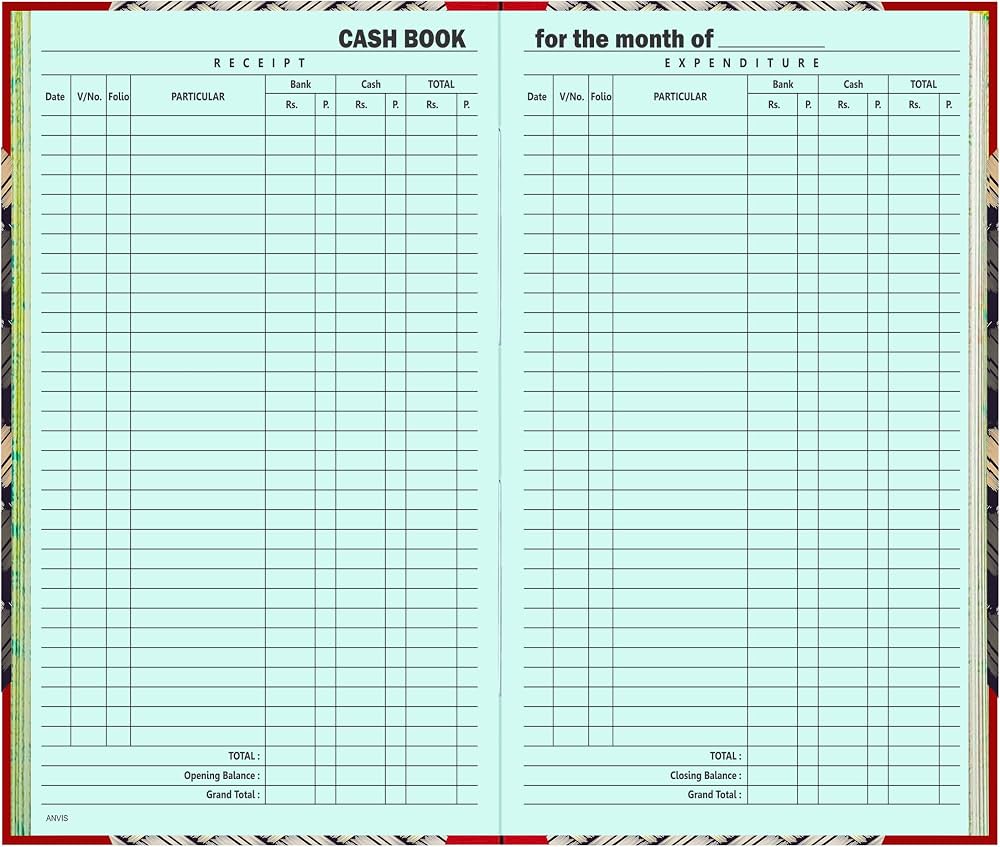 CASH BOOK
RECEIPT
Date V/No. Folio PARTICULAR Bank Cash TOTAL
Rs. P. Rs. P. Rs. P.
TOTAL :
Opening Balance :
Grand Total :
ANVIS
for the month of
EXPENDITURE
Date V/No. Folio PARTICULAR Bank Cash TOTAL
Rs. P. Rs. P. Rs. P.
TOTAL :
Closing Balance :
Grand Total :